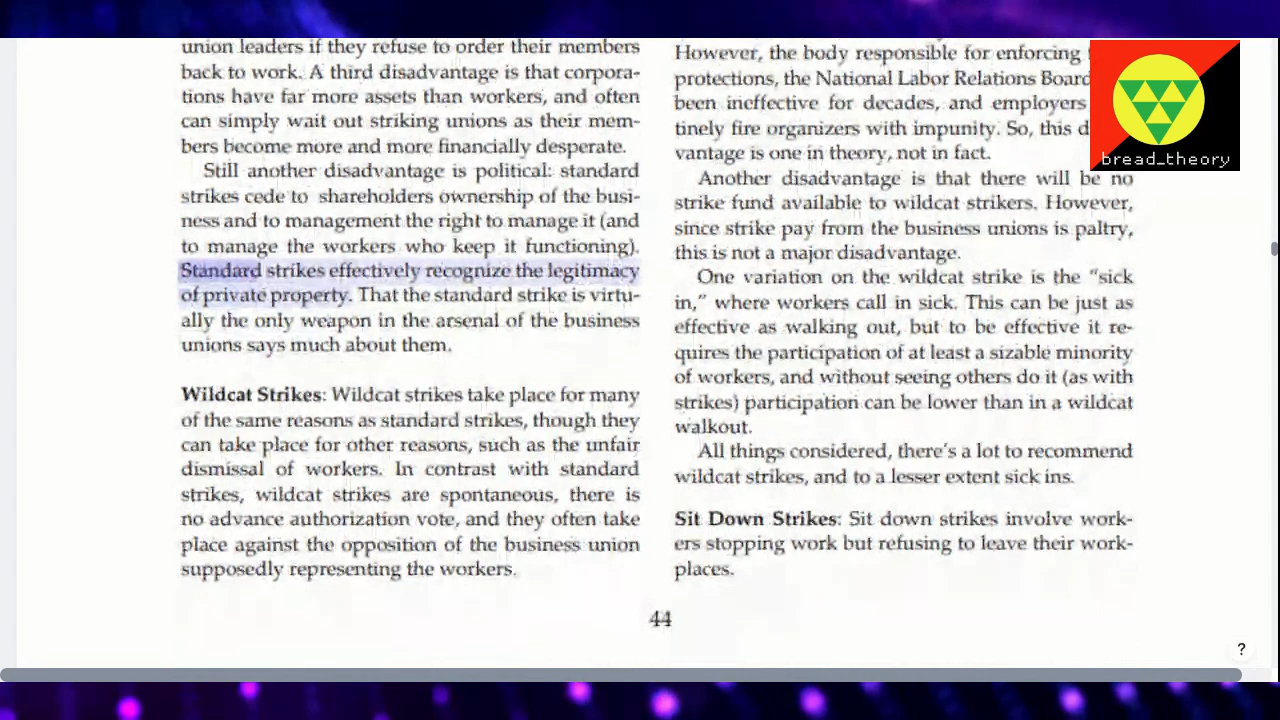 union leaders if they refuse to order their members
back to work. A third disadvantage is that corpora-
tions have far more assets than workers, and often
can simply wait out striking unions as their mem-
bers become more and more financially desperate.
Still another disadvantage is political: standard
strikes cede to shareholders ownership of the busi-
ness and to management the right to manage it (and
to manage the workers who keep it functioning).
Standard strikes effectively recognize the legitimacy
of private property. That the standard strike is virtu-
ally the only weapon in the arsenal of the business
unions says much about them.
Wildcat Strikes: Wildcat strikes take place for many
of the same reasons as standard strikes, though they
can take place for other reasons, such as the unfair
dismissal of workers. In contrast with standard
strikes, wildcat strikes are spontaneous, there is
no advance authorization vote, and they often take
place against the opposition of the business union
supposedly representing the workers.
However, the body responsible for enforcing
protections, the National Labor Relations Board
been ineffective for decades, and employers
tinely fire organizers with impunity. So, this d
vantage is one in theory, not in fact.
Another disadvantage is that there will be no
strike fund available to wildcat strikers. However,
since strike pay from the business unions is paltry,
this is not a major disadvantage.
One variation on the wildcat strike is the “sick
in,” where workers call in sick. This can be just as
effective as walking out, but to be effective it re-
quires the participation of at least a sizable minority
of workers, and without seeing others do it (as with
strikes) participation can be lower than in a wildcat
walkout.
All things considered, there's a lot to recommend
wildcat strikes, and to a lesser extent sick ins.
Sit Down Strikes: Sit down strikes involve work-
ers stopping work but refusing to leave their work-
places.
44
bread_theory
?